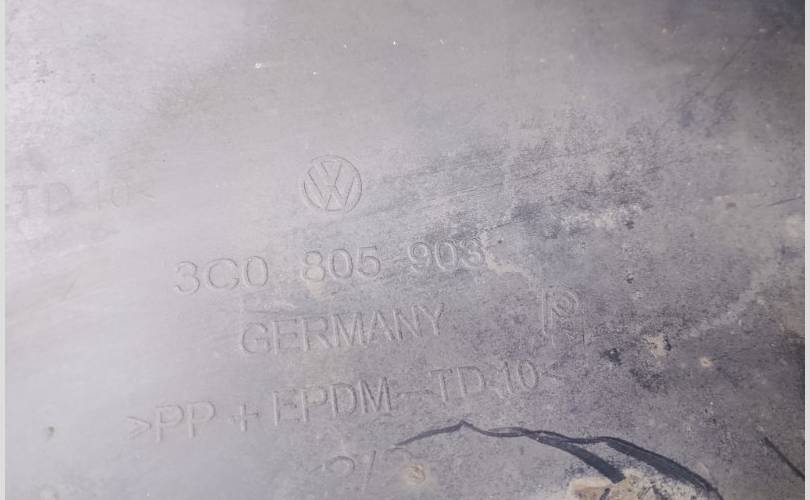 TD 10<
3C0 805 903
GERMANY
>PP + EPDM-TD 10<